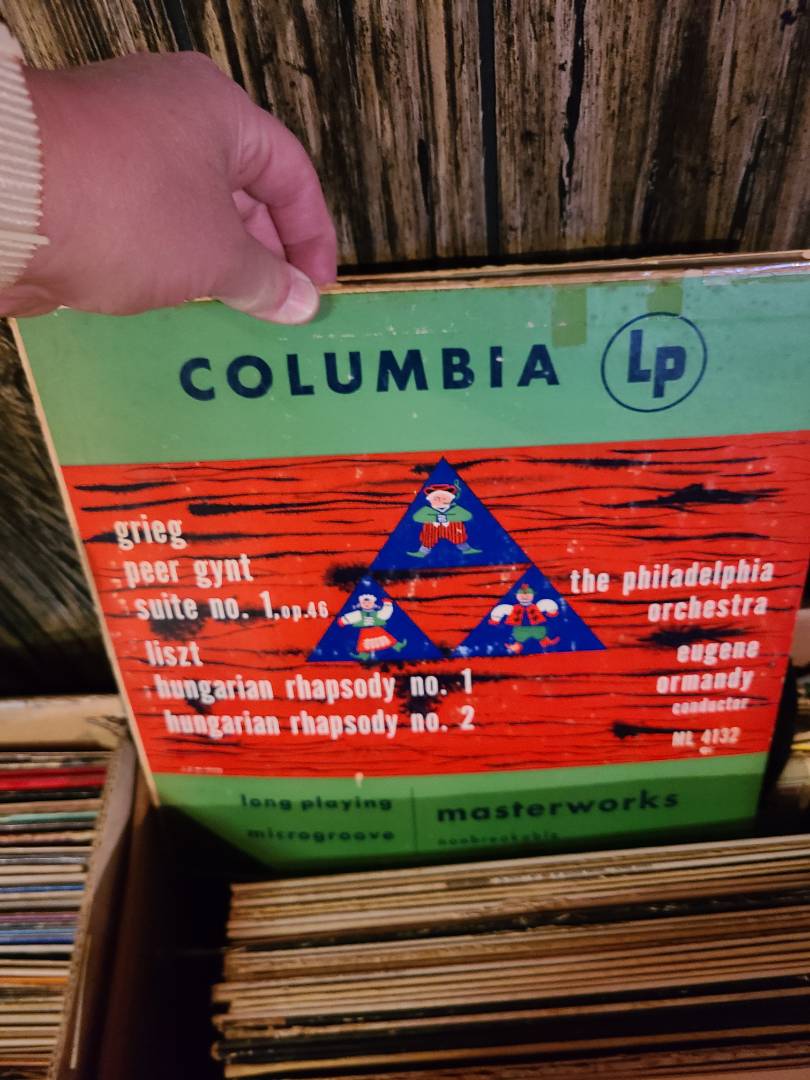 COLUMBIA Lp
grieg
peer gynt
suite no. 1, op. 46
liszt
hungarian rhapsody no. 1
hungarian rhapsody no. 2
the philadelphia
orchestra
eugene
ormandy
conductor
ML 4132
long playing
microgroove
masterworks
nonbreakable